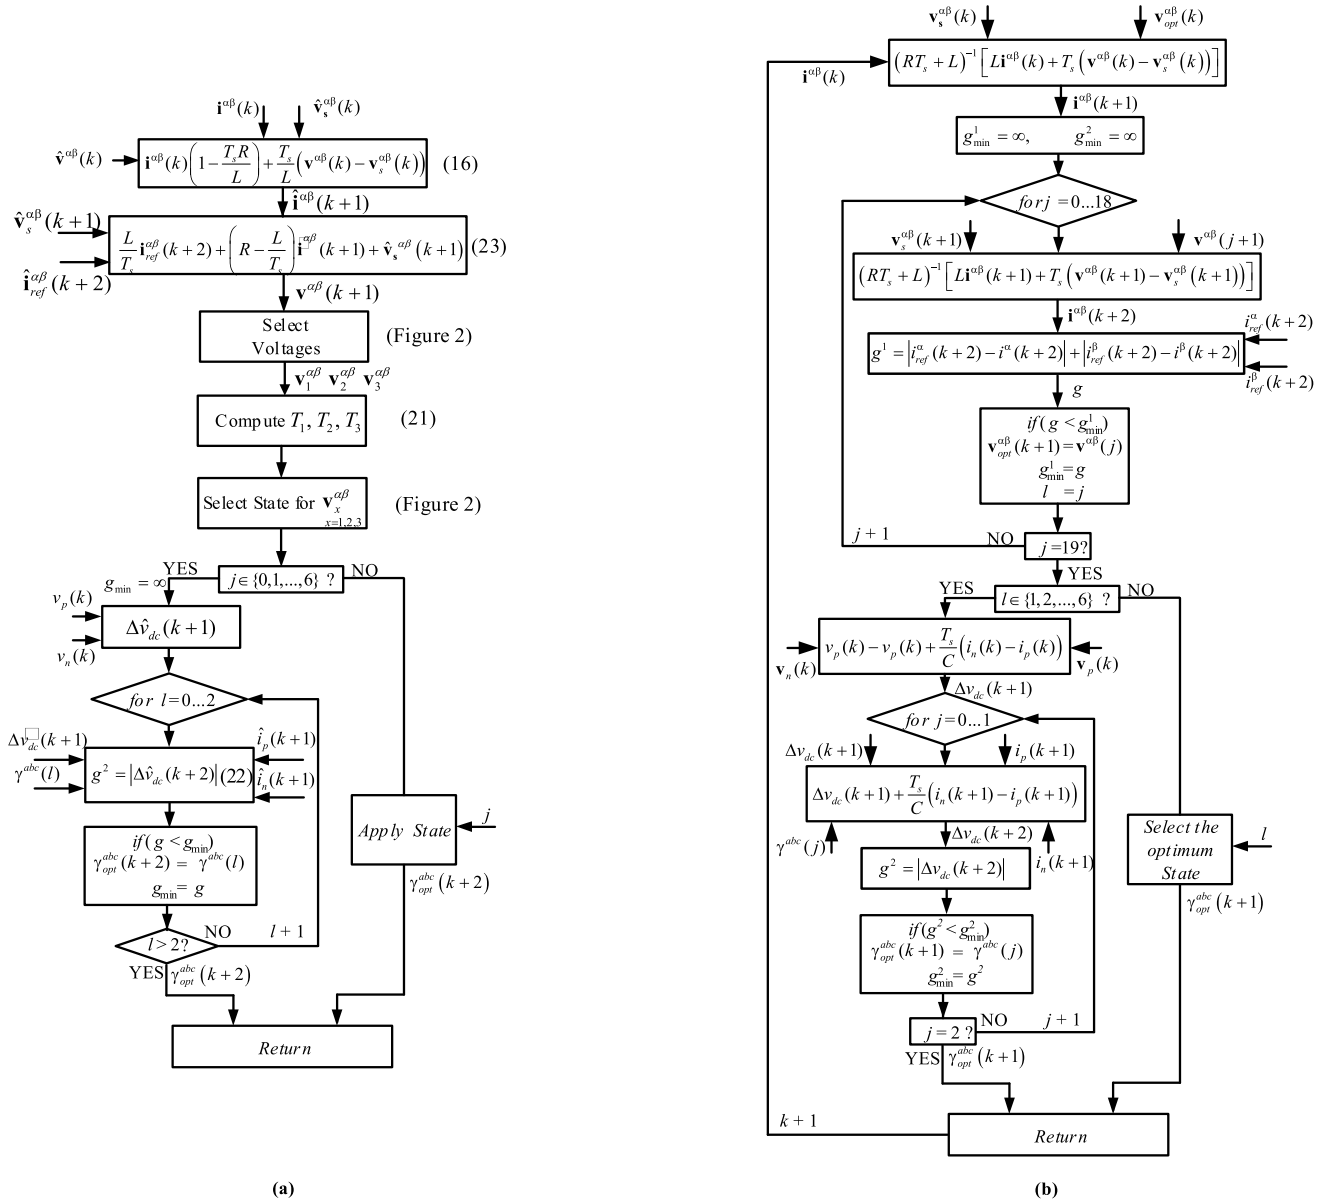 i^αβ(k) v̂_s^αβ(k)
v̂^αβ(k)
i^αβ(k)(1 − T_sR/L) + T_s/L (v^αβ(k) − v_s^αβ(k)) (16)
î^αβ(k+1)
v̂_s^αβ(k+1)
L/T_s i_ref^αβ(k+2) + (R − L/T_s) i^αβ(k+1) + v̂_s^αβ(k+1) (23)
î_ref^αβ(k+2)
v^αβ(k+1)
Select
Voltages
(Figure 2)
v_1^αβ v_2^αβ v_3^αβ
Compute T_1, T_2, T_3 (21)
Select State for v_x^αβ
x=1,2,3
(Figure 2)
j∈{0,1,...,6} ?
YES
NO
g_min = ∞
v_p(k)
Δv̂_dc(k+1)
v_n(k)
for l=0...2
Δv□_dc(k+1)
î_p(k+1)
g^2 = |Δv̂_dc(k+2)| (22)
γ^abc(l)
î_n(k+1)
if(g < g_min)
γ_opt^abc(k+2) = γ^abc(l)
g_min = g
l > 2?
NO
l+1
YES
γ_opt^abc(k+2)
Apply State
j
γ_opt^abc(k+2)
Return
(a)
v_s^αβ(k) v_opt^αβ(k)
(RT_s + L)^−1 [Li^αβ(k) + T_s(v^αβ(k) − v_s^αβ(k))]
i^αβ(k)
i^αβ(k+1)
g_min^1 = ∞, g_min^2 = ∞
for j = 0...18
v_s^αβ(k+1) v^αβ(j+1)
(RT_s + L)^−1 [Li^αβ(k+1) + T_s(v^αβ(k+1) − v_s^αβ(k+1))]
i^αβ(k+2)
i_ref^α(k+2)
g^1 = |i_ref^α(k+2) − i^α(k+2)| + |i_ref^β(k+2) − i^β(k+2)|
i_ref^β(k+2)
g
if(g < g_min^1)
v_opt^αβ(k+1) = v^αβ(j)
g_min^1 = g
l = j
j + 1
NO
j =19?
YES
l∈{1,2,...,6} ?
YES
NO
v_p(k) − v_p(k) + T_s/C (i_n(k) − i_p(k))
v_n(k)
v_p(k)
Δv_dc(k+1)
for j=0...1
Δv_dc(k+1)
i_p(k+1)
Δv_dc(k+1) + T_s/C (i_n(k+1) − i_p(k+1))
γ^abc(j)
Δv_dc(k+2)
i_n(k+1)
g^2 = |Δv_dc(k+2)|
if(g^2 < g_min^2)
γ_opt^abc(k+1) = γ^abc(j)
g_min^2 = g^2
j = 2 ?
NO
j + 1
YES
γ_opt^abc(k+1)
Select the
optimum
State
l
γ_opt^abc(k+1)
k + 1
Return
(b)